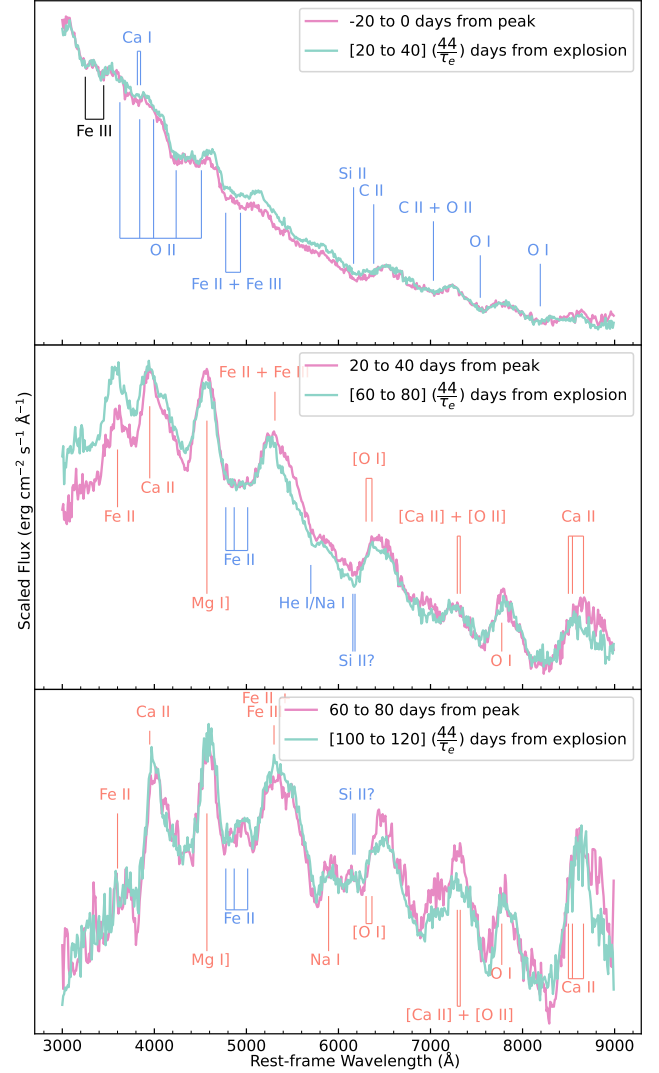 -20 to 0 days from peak
[20 to 40] (44/τe) days from explosion
Ca I
Fe III
Si II
C II
C II + O II
O I
O I
O II
Fe II + Fe III
20 to 40 days from peak
[60 to 80] (44/τe) days from explosion
Fe II + Fe
[O I]
Ca II
Fe II
[Ca II] + [O II]
Ca II
Fe II
Mg I]
He I/Na I
Si II?
O I
Scaled Flux (erg cm⁻² s⁻¹ Å⁻¹)
Fe II
Ca II
Fe II
60 to 80 days from peak
[100 to 120] (44/τe) days from explosion
Fe II
Si II?
Fe II
Mg I]
Na I
[O I]
O I
Ca II
[Ca II] + [O II]
3000 4000 5000 6000 7000 8000 9000
Rest-frame Wavelength (Å)